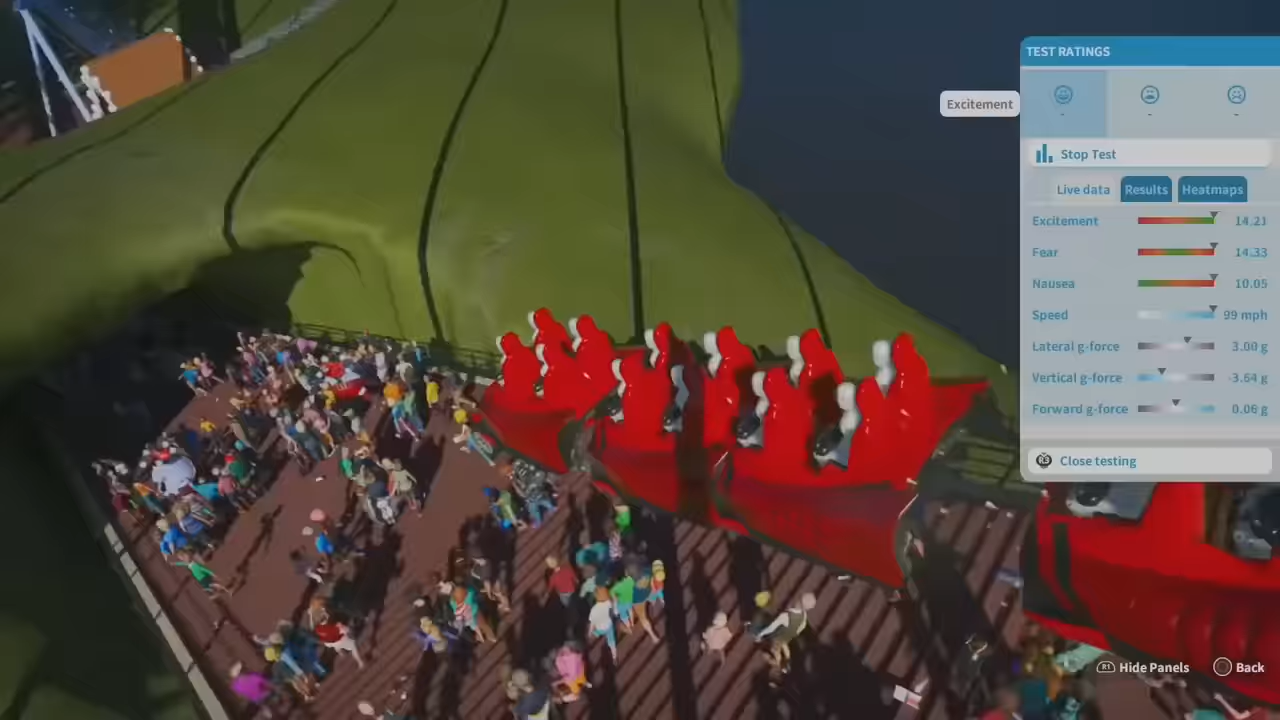 TEST RATINGS
Excitement
- - -
Stop Test
Live data Results Heatmaps
Excitement 14.21
Fear 14.33
Nausea 10.05
Speed 99 mph
Lateral g-force 3.00 g
Vertical g-force -3.64 g
Forward g-force 0.06 g
R3 Close testing
R1 Hide Panels Back